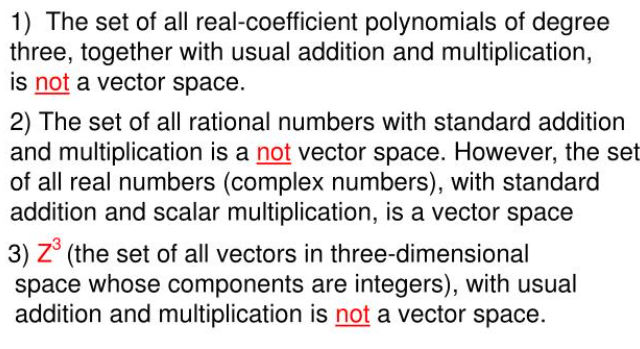 1) The set of all real-coefficient polynomials of degree
three, together with usual addition and multiplication,
is not a vector space.
2) The set of all rational numbers with standard addition
and multiplication is a not vector space. However, the set
of all real numbers (complex numbers), with standard
addition and scalar multiplication, is a vector space
3) Z³ (the set of all vectors in three-dimensional
space whose components are integers), with usual
addition and multiplication is not a vector space.